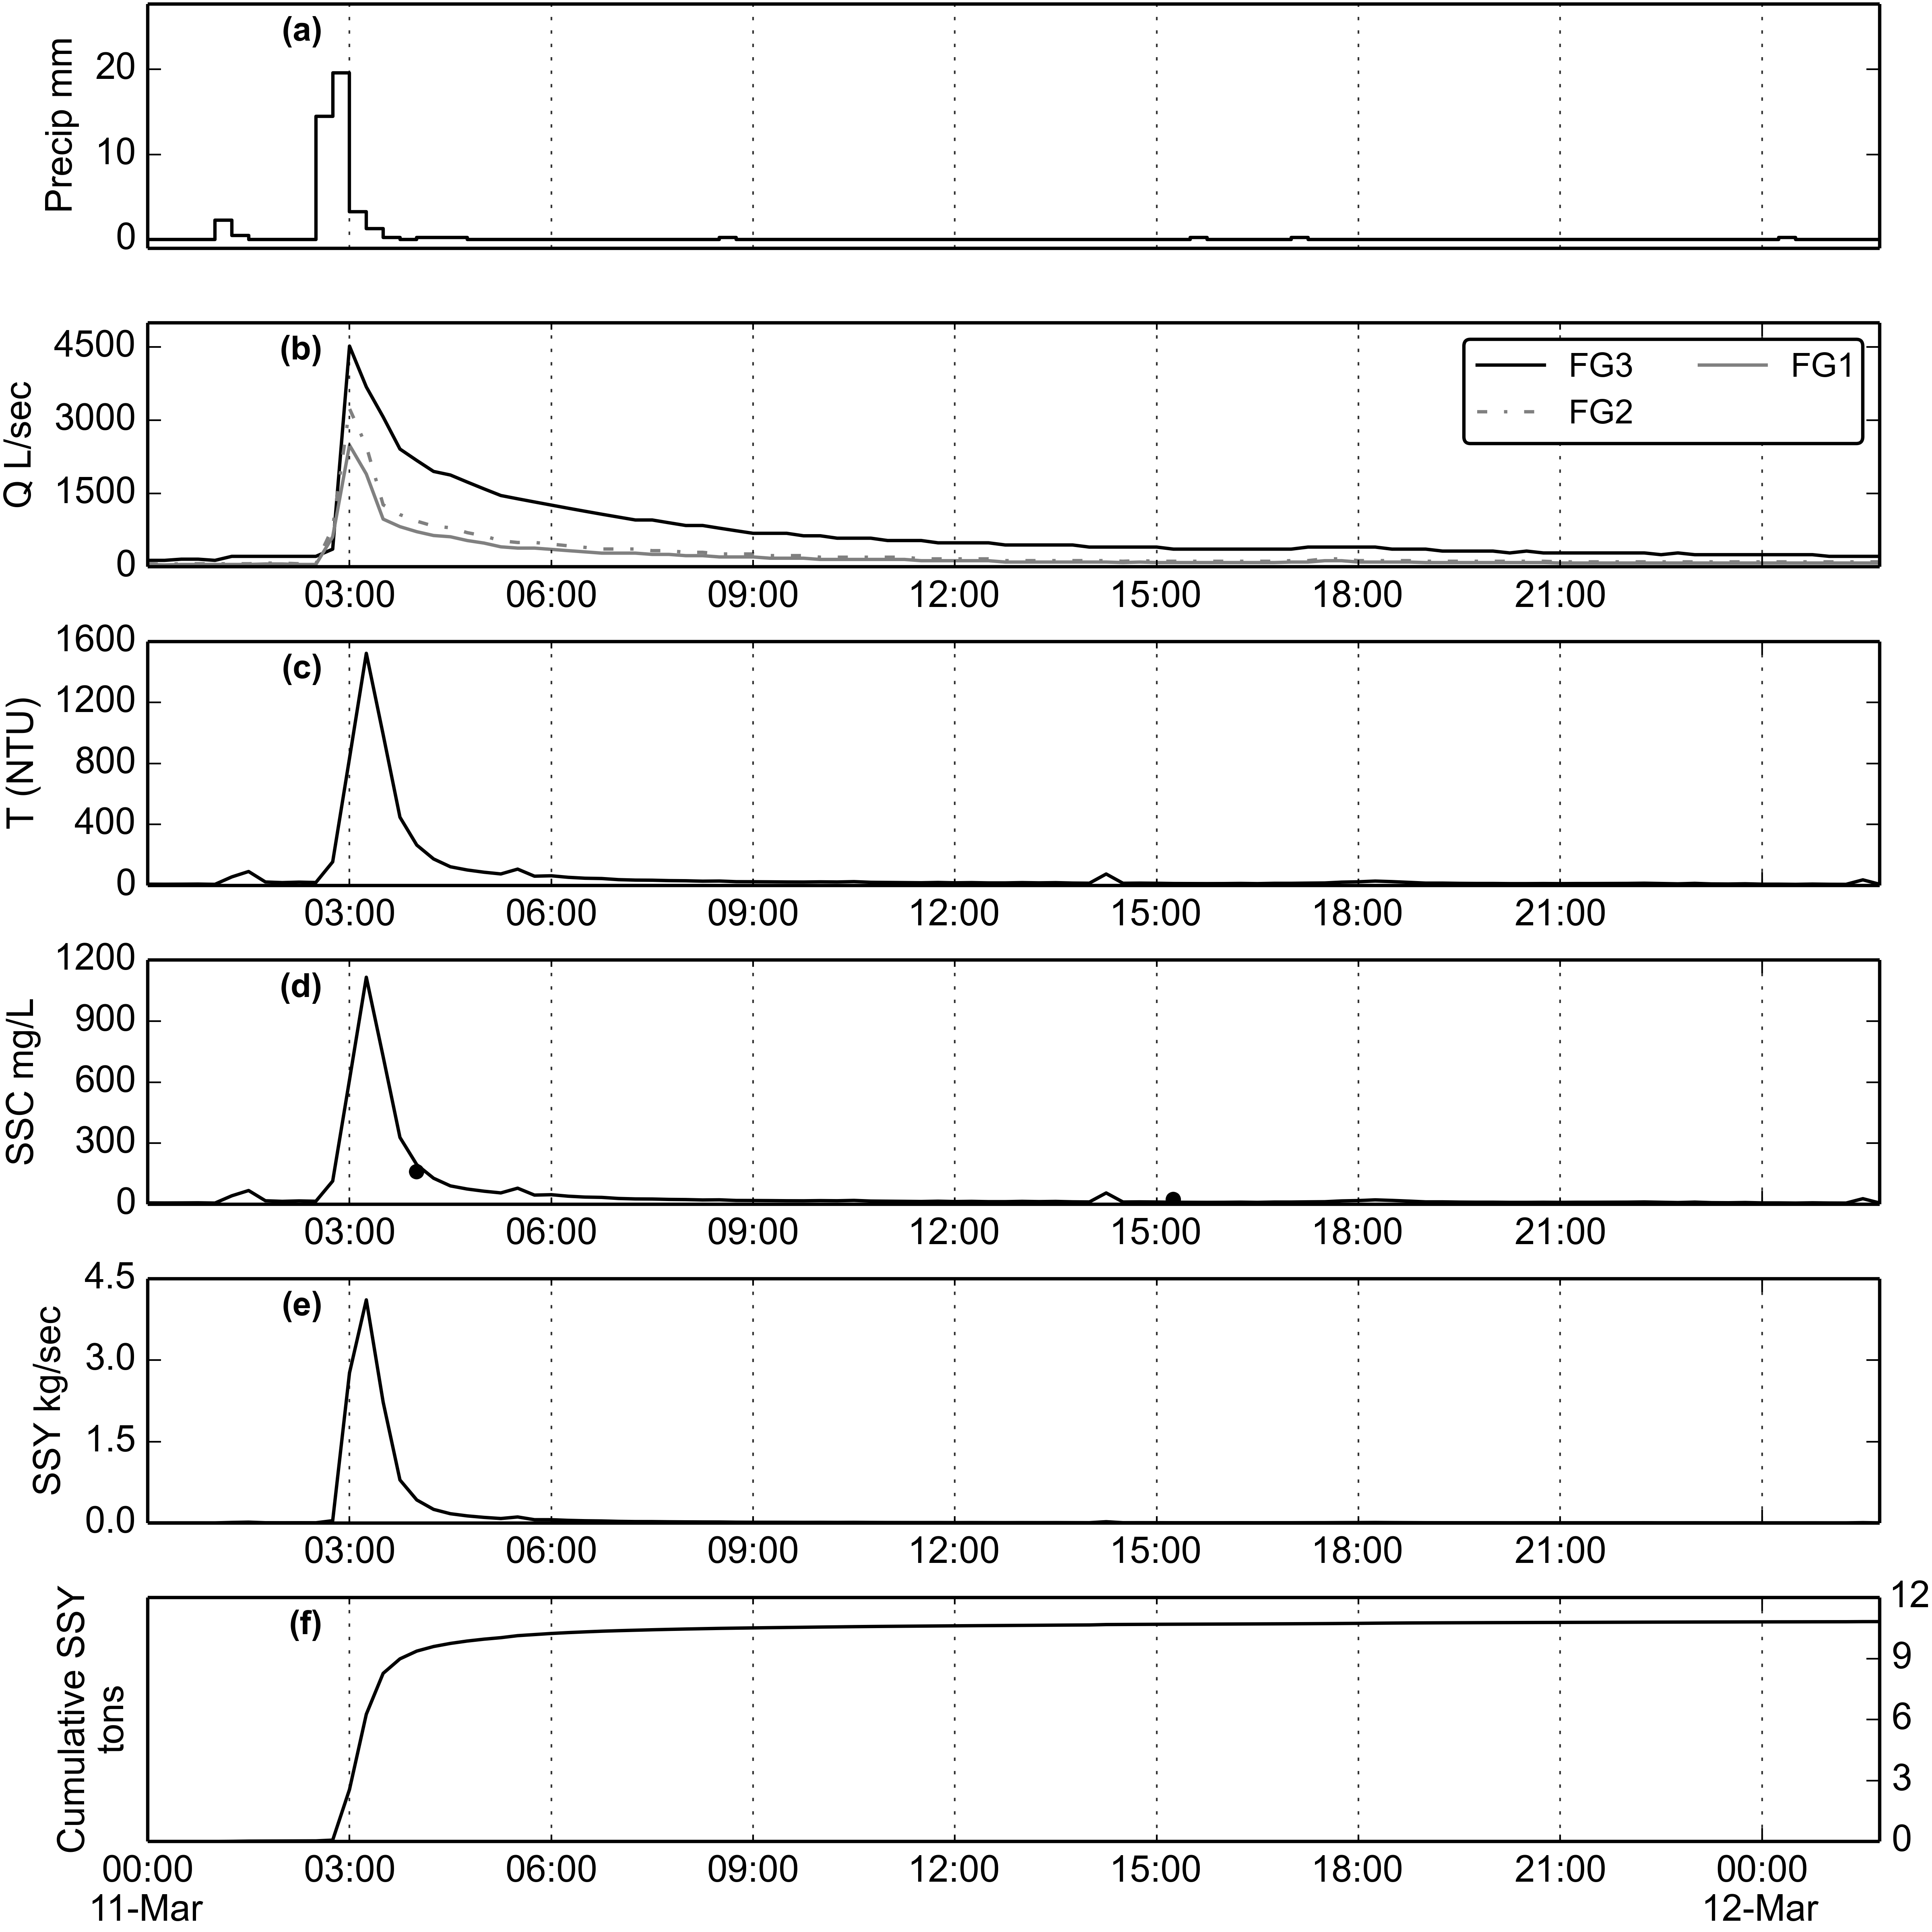 (a)
Precip mm
20
10
0
(b)
Q L/sec
4500
3000
1500
0
FG3 FG1
FG2
03:00 06:00 09:00 12:00 15:00 18:00 21:00
(c)
T (NTU)
1600
1200
800
400
0
03:00 06:00 09:00 12:00 15:00 18:00 21:00
(d)
SSC mg/L
1200
900
600
300
0
03:00 06:00 09:00 12:00 15:00 18:00 21:00
(e)
SSY kg/sec
4.5
3.0
1.5
0.0
03:00 06:00 09:00 12:00 15:00 18:00 21:00
(f)
Cumulative SSY
tons
12
9
6
3
0
00:00 03:00 06:00 09:00 12:00 15:00 18:00 21:00 00:00
11-Mar 12-Mar